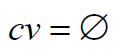 cv = ∅